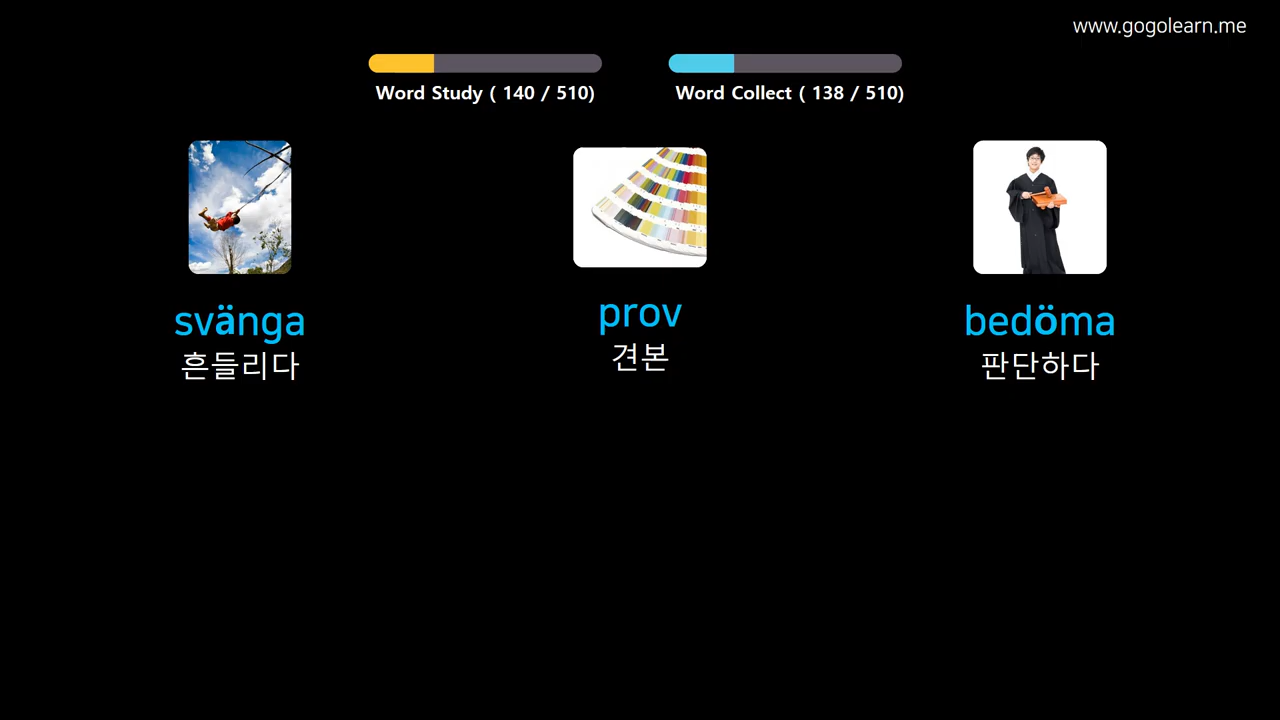 www.gogolearn.me
Word Study ( 140 / 510)
Word Collect ( 138 / 510)
svänga
흔들리다
prov
견본
bedöma
판단하다